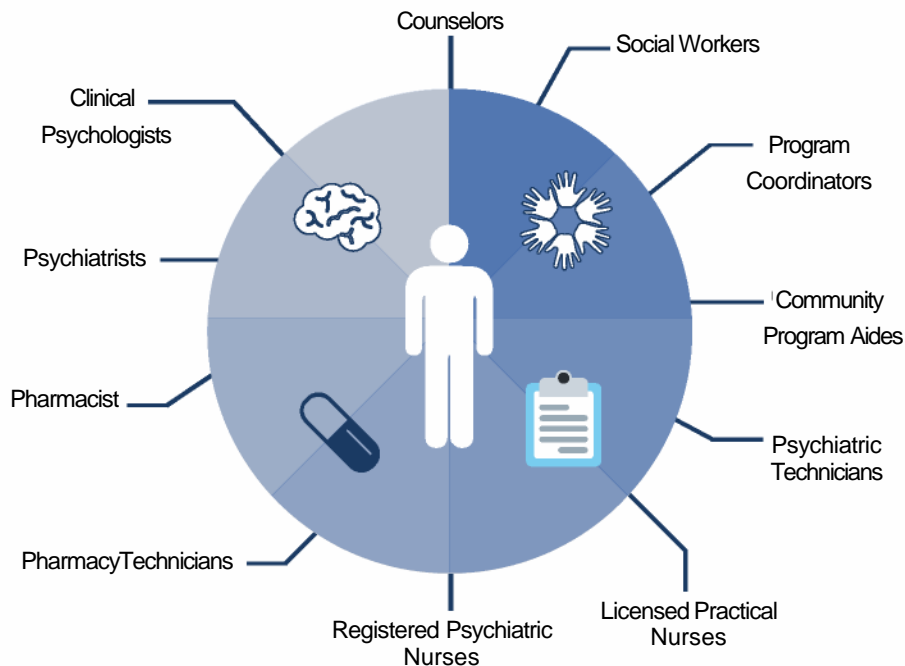 Counselors
Social Workers
Program
Coordinators
Community
Program Aides
Psychiatric
Technicians
Licensed Practical
Nurses
Registered Psychiatric
Nurses
PharmacyTechnicians
Pharmacist
Psychiatrists
Clinical
Psychologists